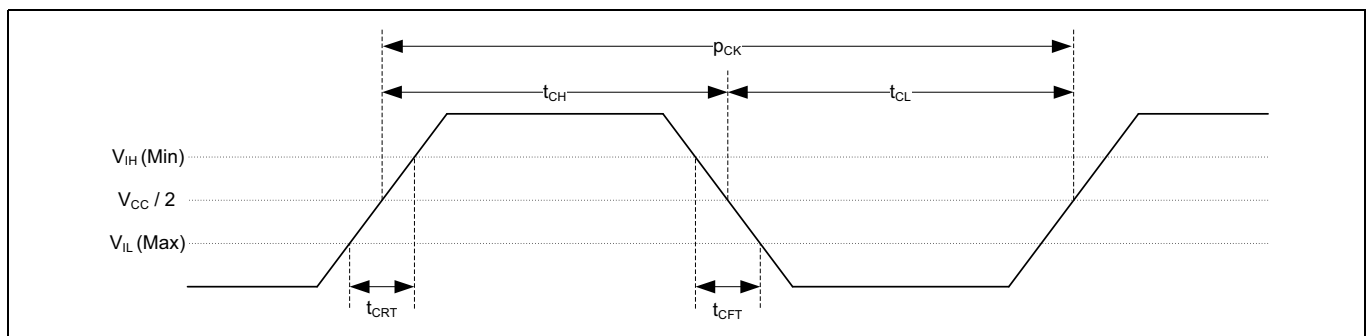 pCK
tCH
tCL
VIH (Min)
VCC / 2
VIL (Max)
tCRT
tCFT